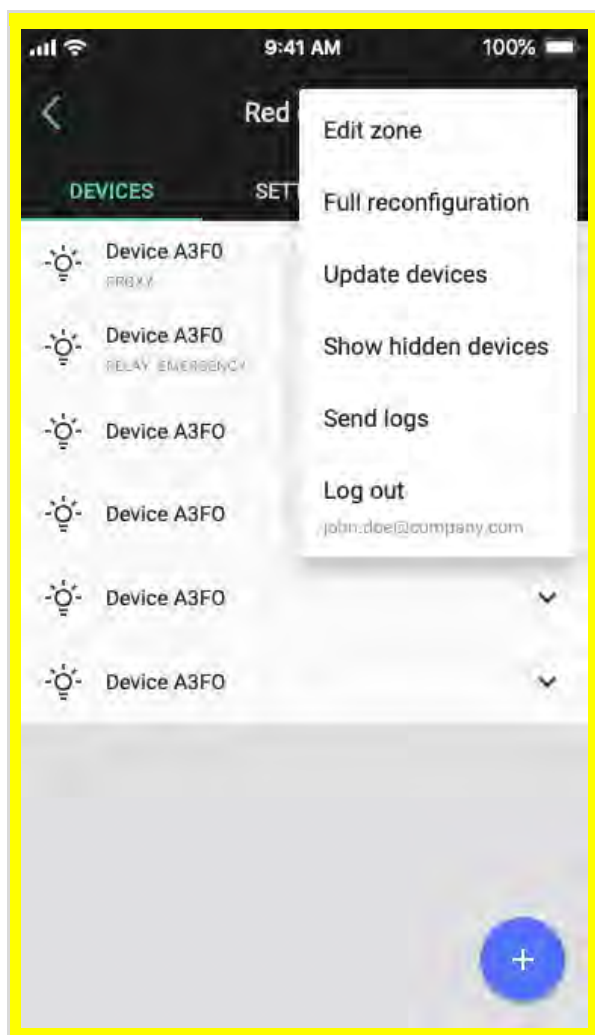 9:41 AM 100%
Red
DEVICES SETT
Edit zone
Full reconfiguration
Update devices
Show hidden devices
Send logs
Log out
john.doe@company.com
Device A3F0
PROXY
Device A3F0
RELAY EMERGENCY
Device A3F0
Device A3F0
Device A3F0
Device A3F0